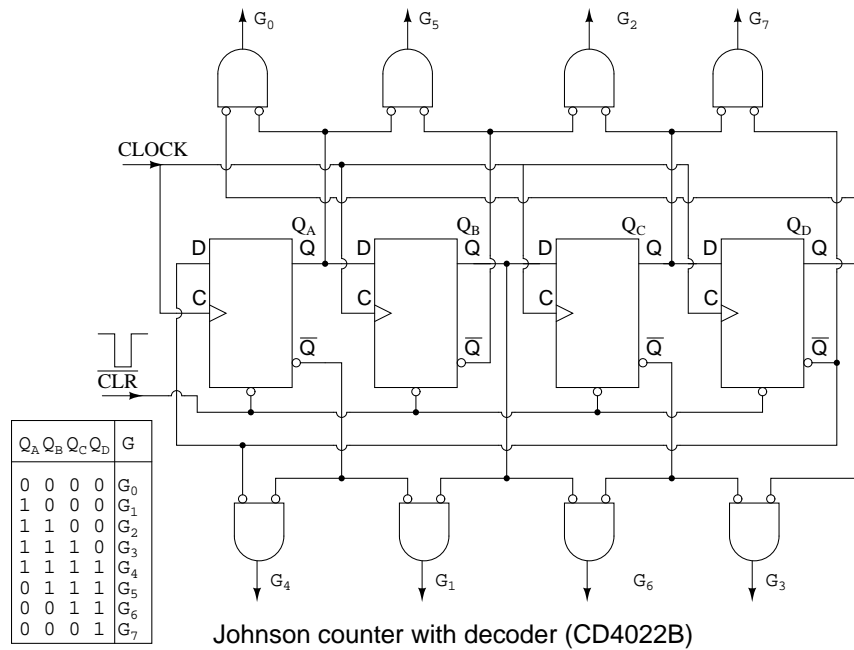 G0 G5 G2 G7
CLOCK
QA QB QC QD
D Q D Q D Q D Q
C C C C
Q̅ Q̅ Q̅ Q̅
C̅L̅R̅
QA QB QC QD G
0 0 0 0 G0
1 0 0 0 G1
1 1 0 0 G2
1 1 1 0 G3
1 1 1 1 G4
0 1 1 1 G5
0 0 1 1 G6
0 0 0 1 G7
G4 G1 G6 G3
Johnson counter with decoder (CD4022B)